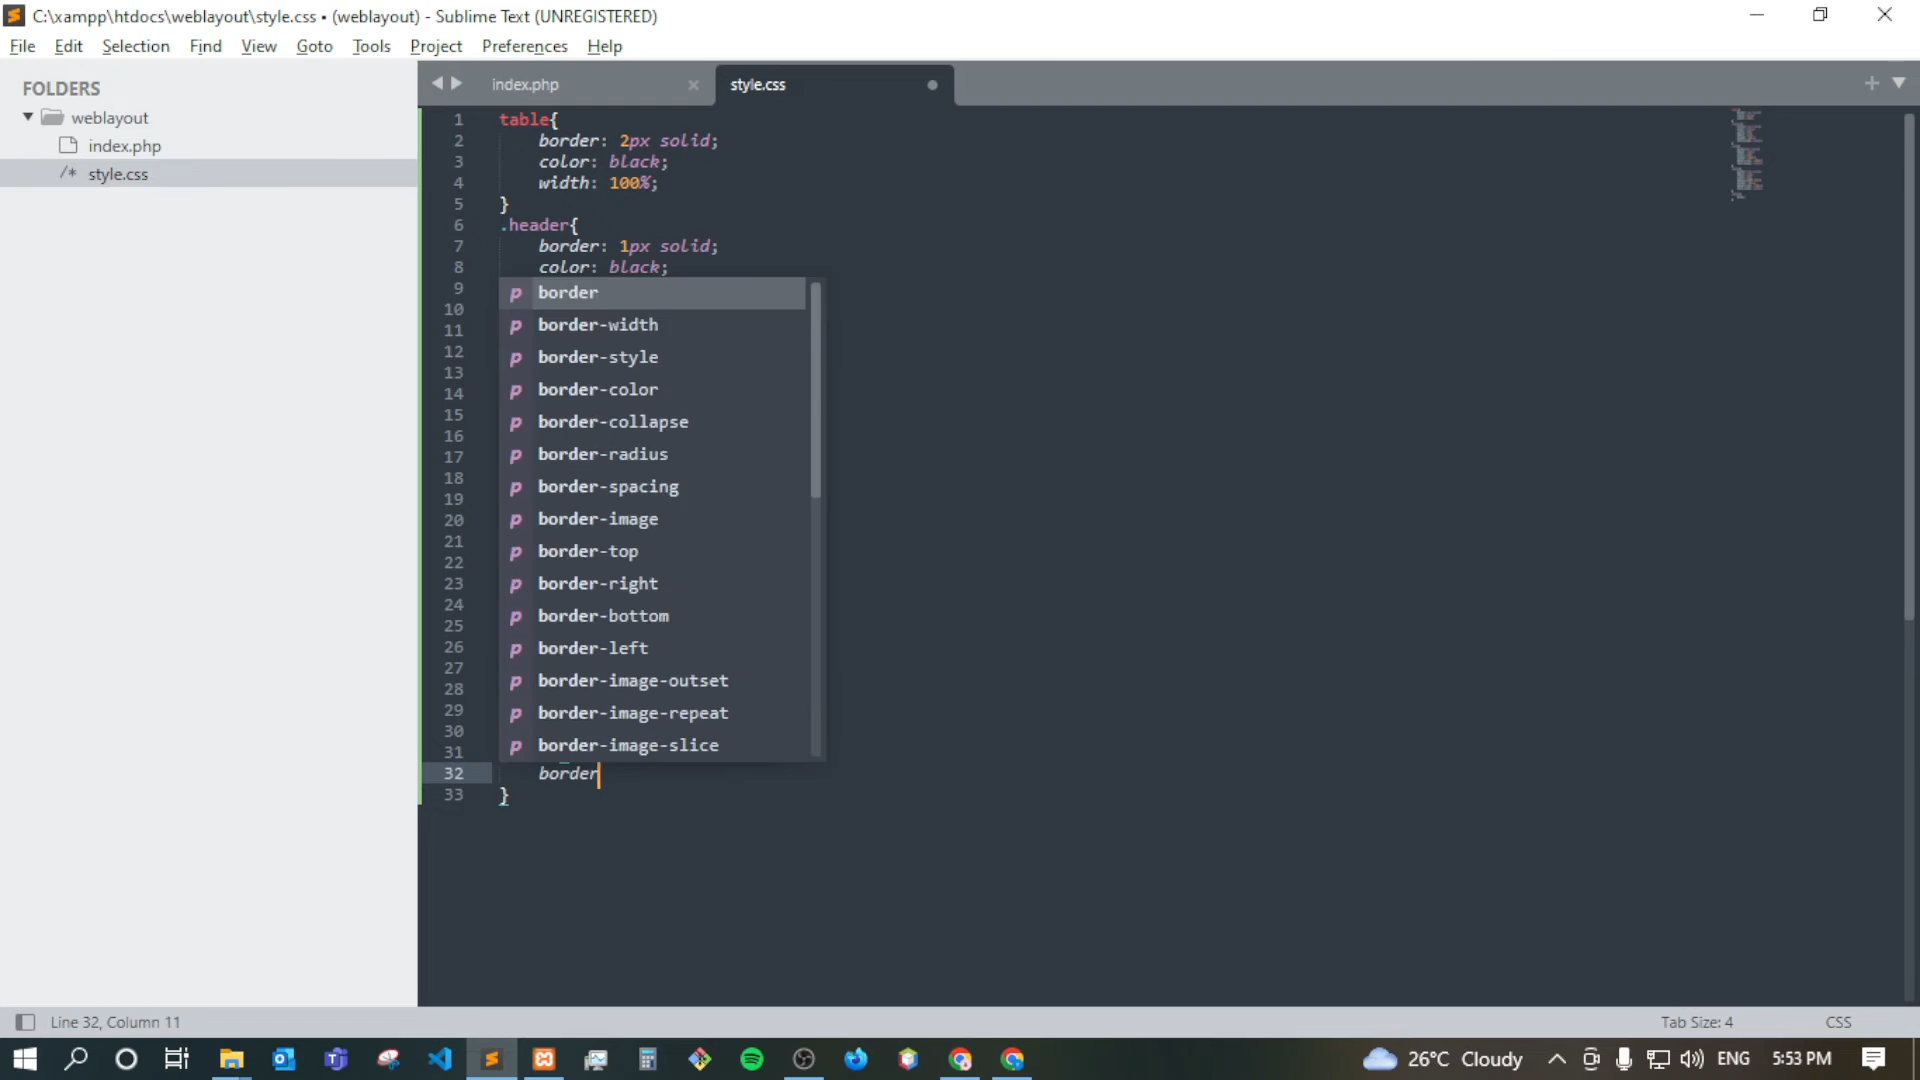 C:\xampp\htdocs\weblayout\style.css • (weblayout) - Sublime Text (UNREGISTERED)
File Edit Selection Find View Goto Tools Project Preferences Help
FOLDERS
weblayout
index.php
/* style.css
index.php
style.css
1 table{
2 border: 2px solid;
3 color: black;
4 width: 100%;
5 }
6 .header{
7 border: 1px solid;
8 color: black;
9
10
11
12
13
14
15
16
17
18
19
20
21
22
23
24
25
26
27
28
29
30
31
p border
p border-width
p border-style
p border-color
p border-collapse
p border-radius
p border-spacing
p border-image
p border-top
p border-right
p border-bottom
p border-left
p border-image-outset
p border-image-repeat
p border-image-slice
32 border
33 }
Line 32, Column 11
Tab Size: 4
CSS
26°C Cloudy
ENG
5:53 PM